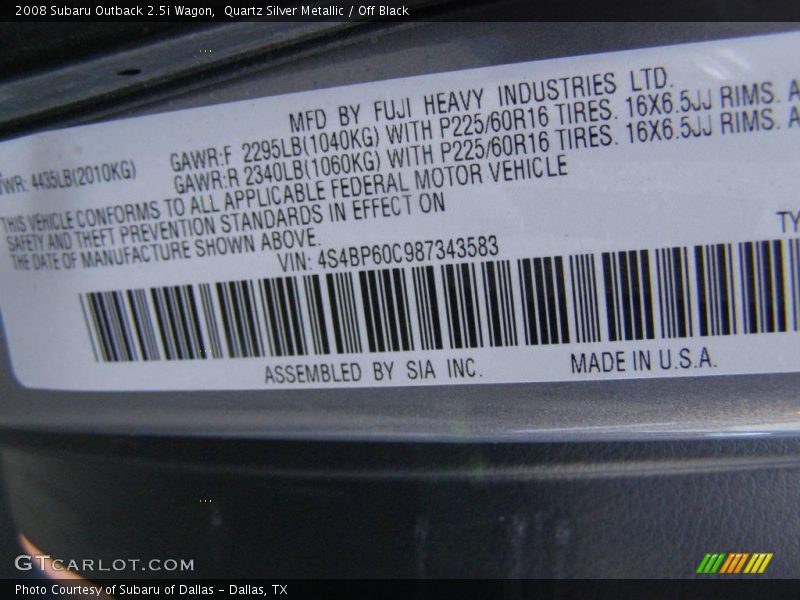 2008 Subaru Outback 2.5i Wagon, Quartz Silver Metallic / Off Black
MFD BY FUJI HEAVY INDUSTRIES LTD.
WR: 4435LB(2010KG)
GAWR:F 2295LB(1040KG) WITH P225/60R16 TIRES. 16X6.5JJ RIMS. A
GAWR:R 2340LB(1060KG) WITH P225/60R16 TIRES. 16X6.5JJ RIMS. A
THIS VEHICLE CONFORMS TO ALL APPLICABLE FEDERAL MOTOR VEHICLE
SAFETY AND THEFT PREVENTION STANDARDS IN EFFECT ON
THE DATE OF MANUFACTURE SHOWN ABOVE.
VIN: 4S4BP60C987343583
TY
ASSEMBLED BY SIA INC.
MADE IN U.S.A.
GTCARLOT.COM
Photo Courtesy of Subaru of Dallas - Dallas, TX